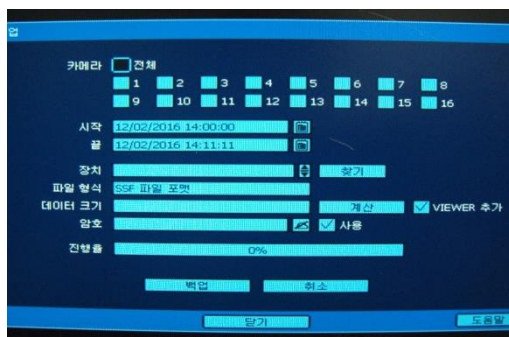 업
카메라 전체
1 2 3 4 5 6 7 8
9 10 11 12 13 14 15 16
시작 12/02/2016 14:00:00
끝 12/02/2016 14:11:11
장치 찾기
파일 형식 SSF 파일 포맷
데이터 크기 계산 VIEWER 추가
암호 사용
진행율 0%
백업 취소
닫기 도움말